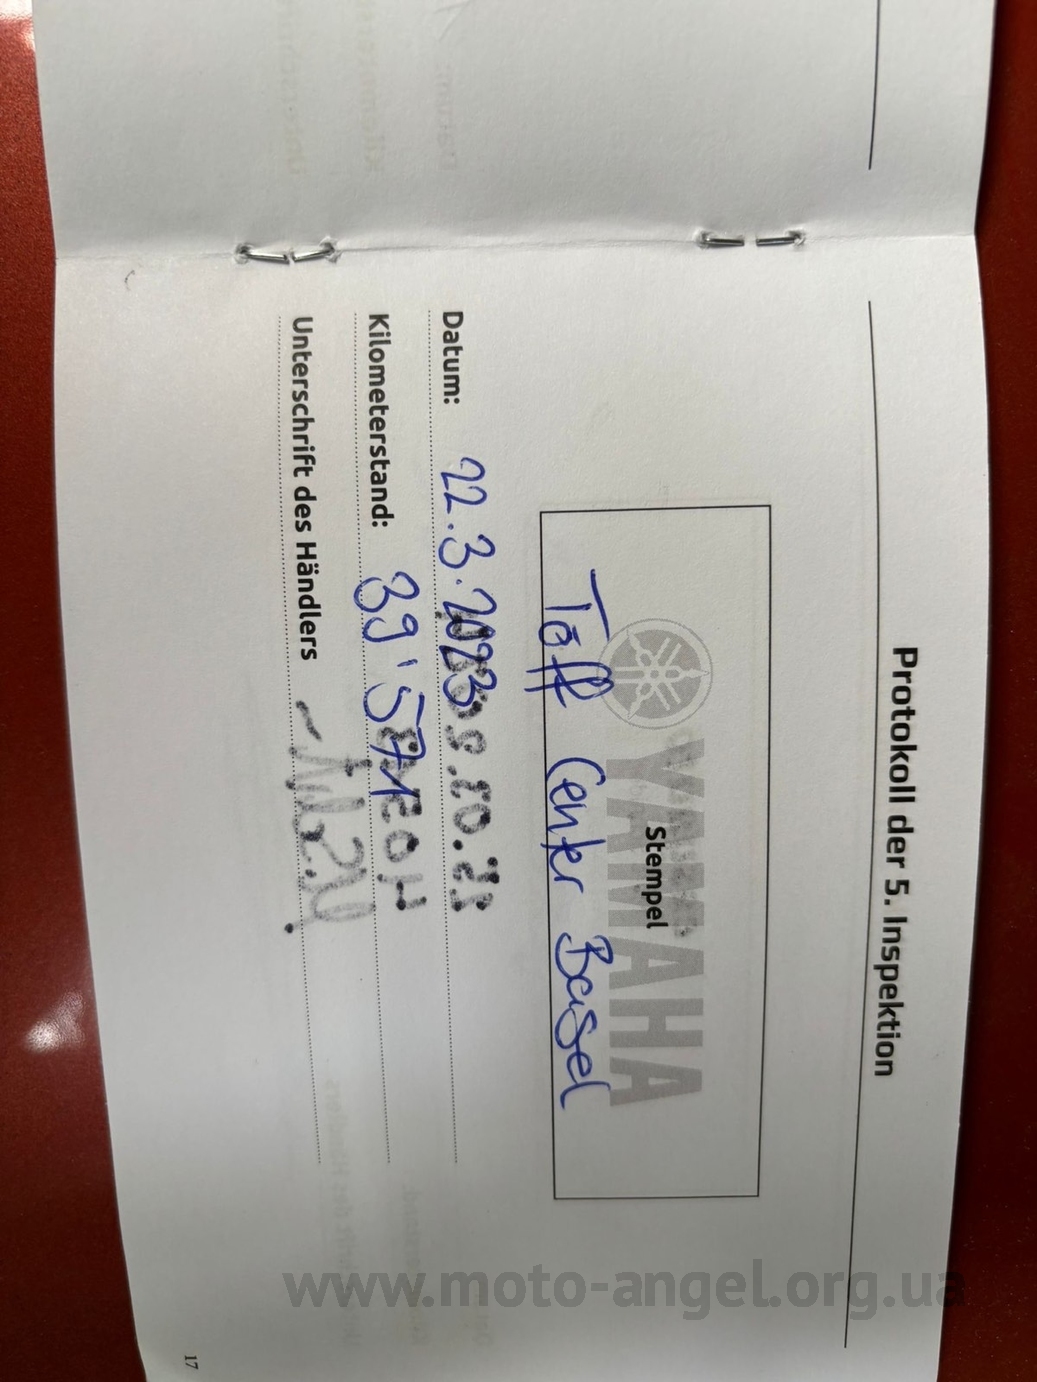 Protokoll der 5. Inspektion
Stempel
YAMAHA
Töff Center Basel
Datum: 22.3.2023
Kilometerstand: 39'571
Unterschrift des Händlers
17
www.moto-angel.org.ua